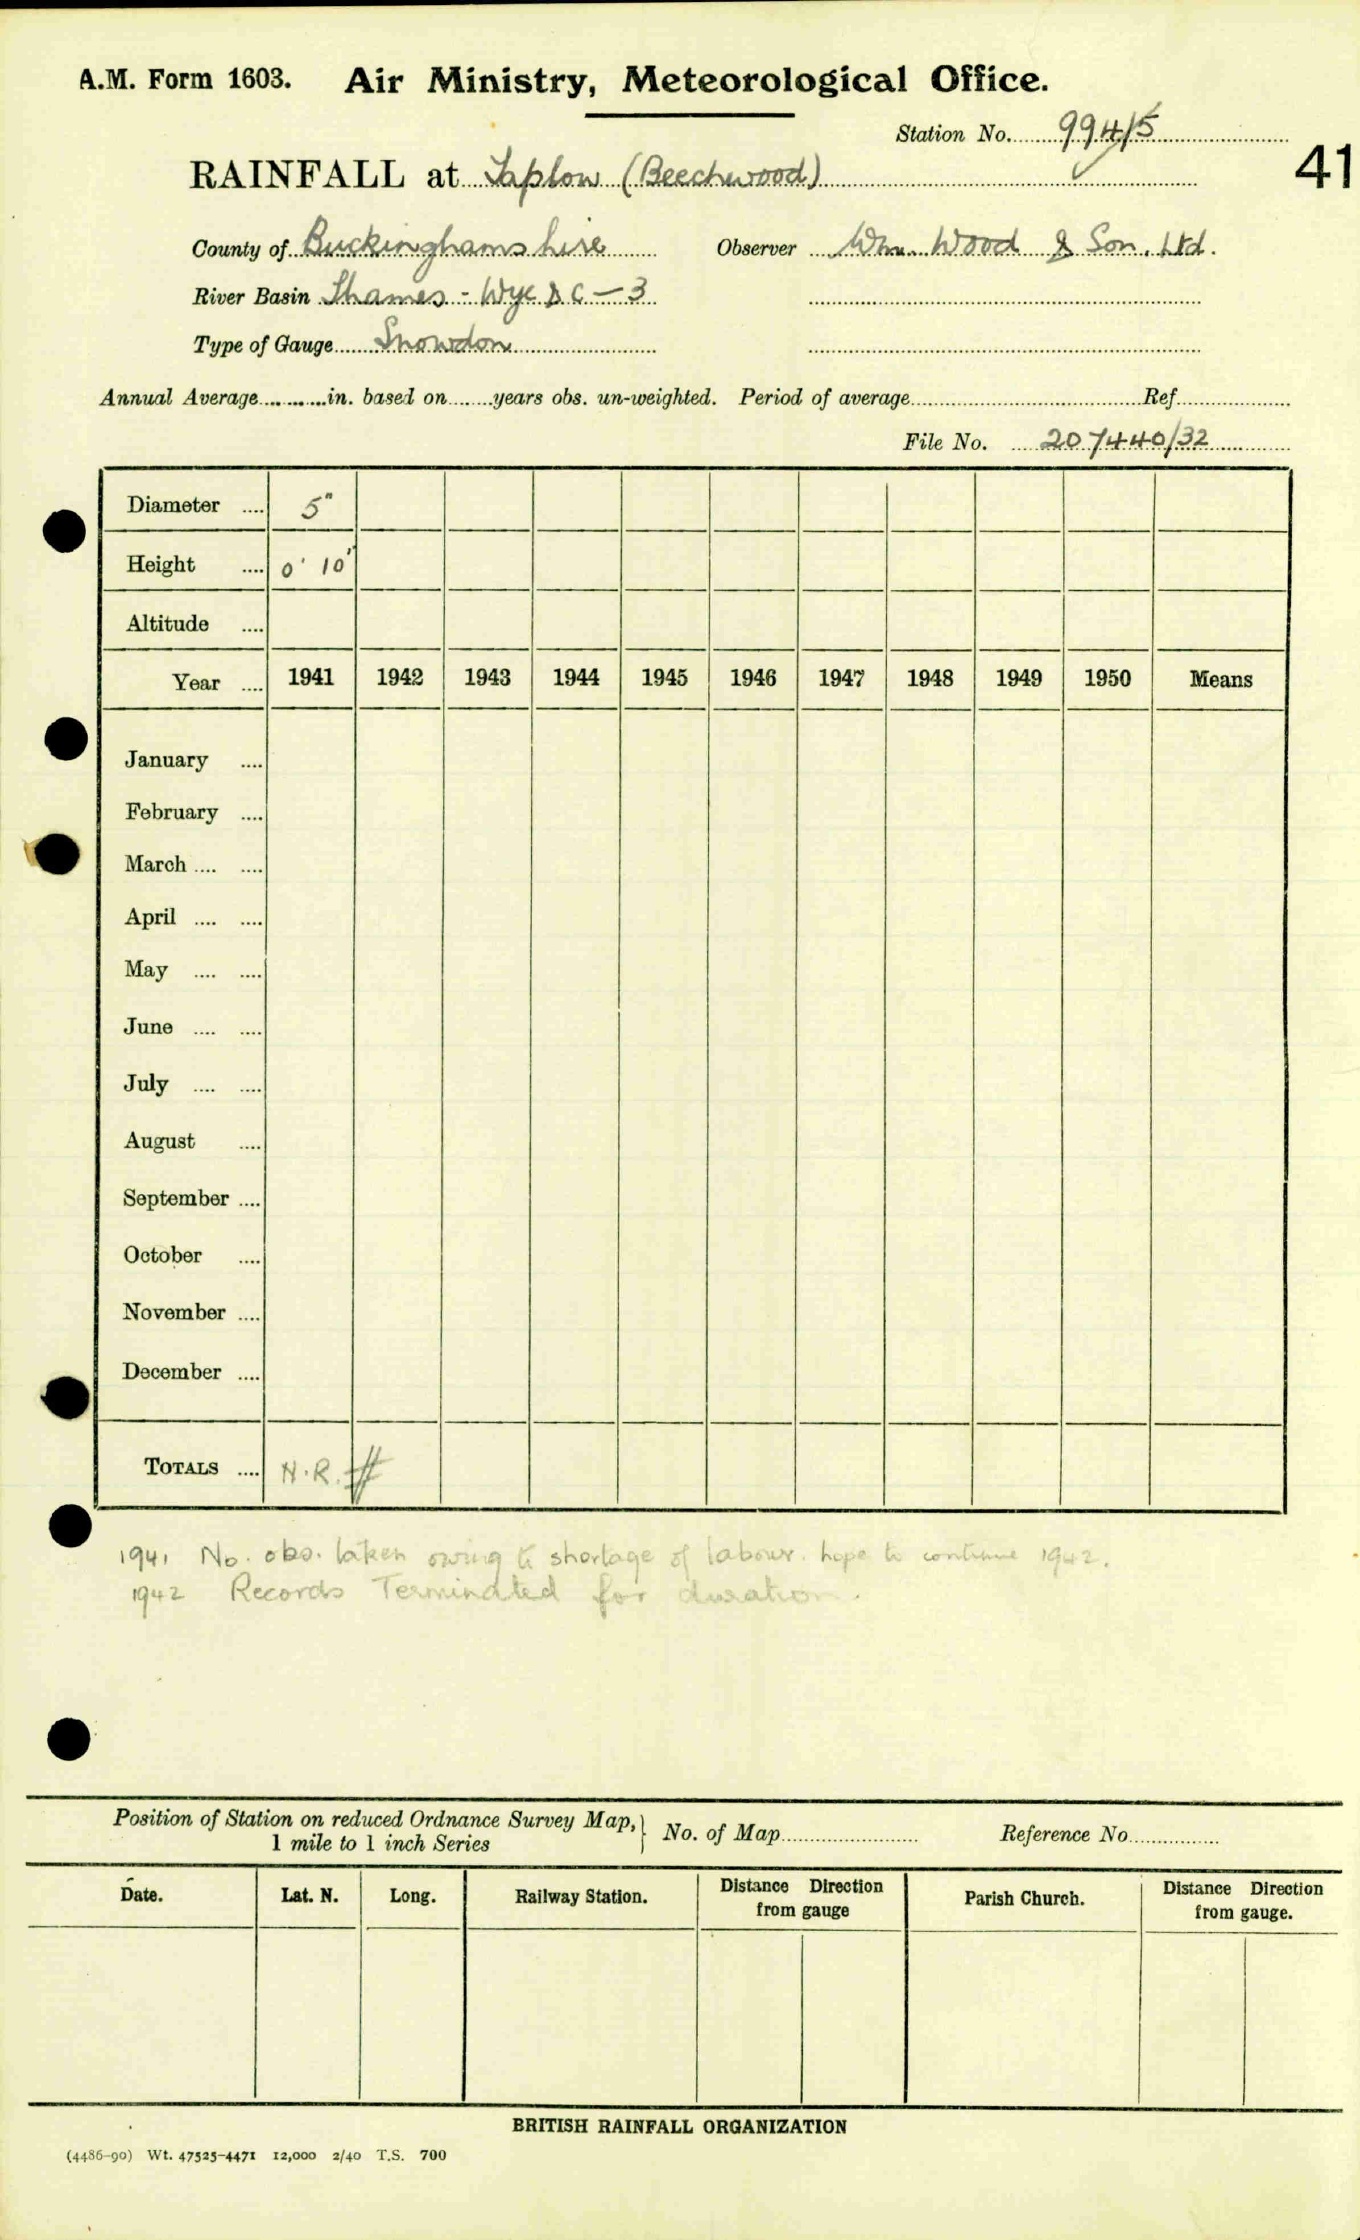 A.M. Form 1603. Air Ministry, Meteorological Office.
Station No. 994/5
41
RAINFALL at Taplow (Beechwood)
County of Buckinghamshire Observer Wm. Wood & Son. Ltd.
River Basin Thames - Wye & C - 3
Type of Gauge Snowdon
Annual Average in. based on years obs. un-weighted. Period of average Ref.
File No. 207440/32
Diameter 5"
Height 0' 10"
Altitude
Year 1941 1942 1943 1944 1945 1946 1947 1948 1949 1950 Means
January
February
March
April
May
June
July
August
September
October
November
December
TOTALS N.R. #
1941 No. obs. taken owing to shortage of labour. hope to continue 1942.
1942 Records Terminated for duration.
Position of Station on reduced Ordnance Survey Map, } No. of Map Reference No.
1 mile to 1 inch Series
Date. Lat. N. Long. Railway Station. Distance Direction from gauge Parish Church. Distance Direction from gauge.
BRITISH RAINFALL ORGANIZATION
(4486-90) Wt. 47525-4471 12,000 2/40 T.S. 700